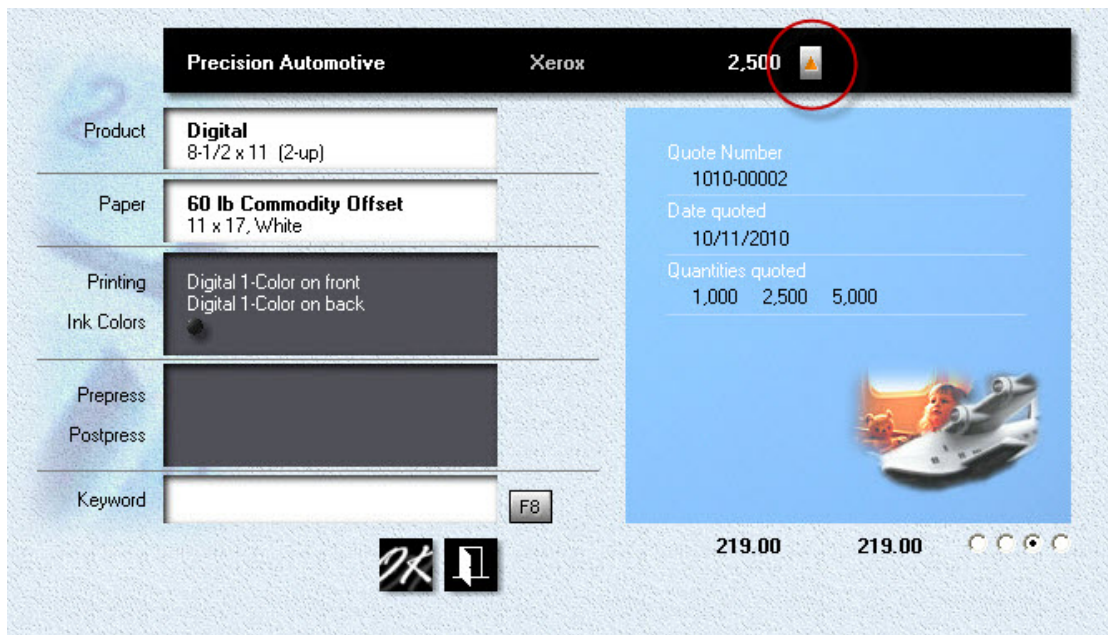 Precision Automotive Xerox 2,500
Product
Digital
8-1/2 x 11 (2-up)
Paper
60 lb Commodity Offset
11 x 17, White
Printing
Ink Colors
Digital 1-Color on front
Digital 1-Color on back
Prepress
Postpress
Keyword
F8
OK
Quote Number
1010-00002
Date quoted
10/11/2010
Quantities quoted
1,000 2,500 5,000
219.00 219.00